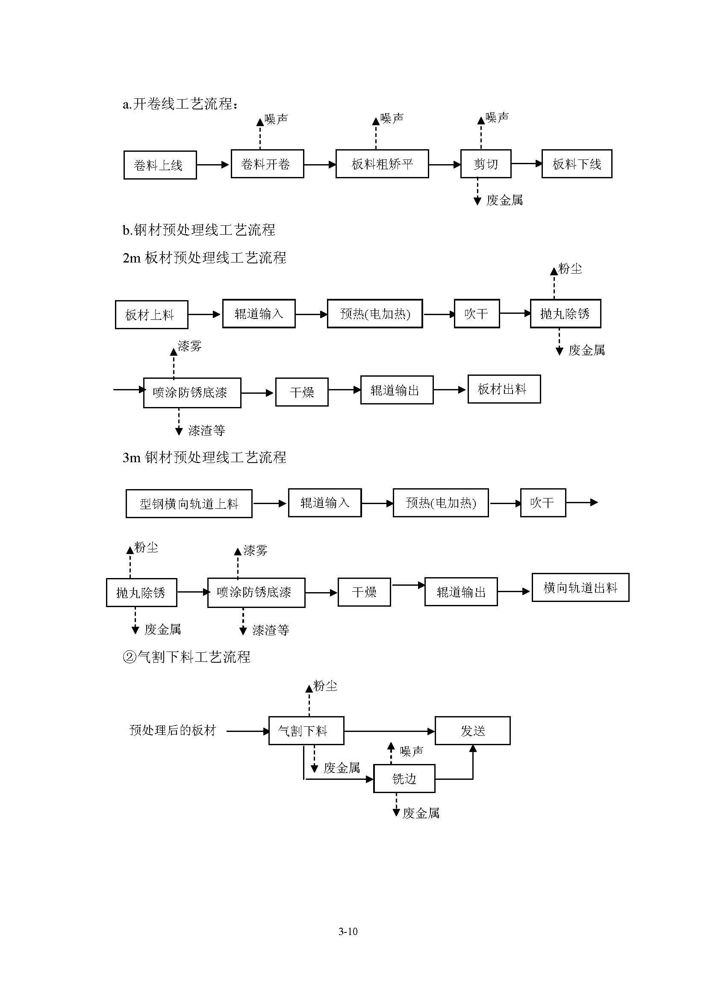 a.开卷线工艺流程：
噪声 噪声 噪声
卷料上线 卷料开卷 板料粗矫平 剪切 板料下线
废金属
b.钢材预处理线工艺流程
2m 板材预处理线工艺流程
粉尘
板材上料 辊道输入 预热(电加热) 吹干 抛丸除锈
漆雾 废金属
喷涂防锈底漆 干燥 辊道输出 板材出料
漆渣等
3m 钢材预处理线工艺流程
型钢横向轨道上料 辊道输入 预热(电加热) 吹干
粉尘 漆雾
抛丸除锈 喷涂防锈底漆 干燥 辊道输出 横向轨道出料
废金属 漆渣等
②气割下料工艺流程
粉尘
预处理后的板材 气割下料 发送
噪声
废金属
铣边
废金属
3-10